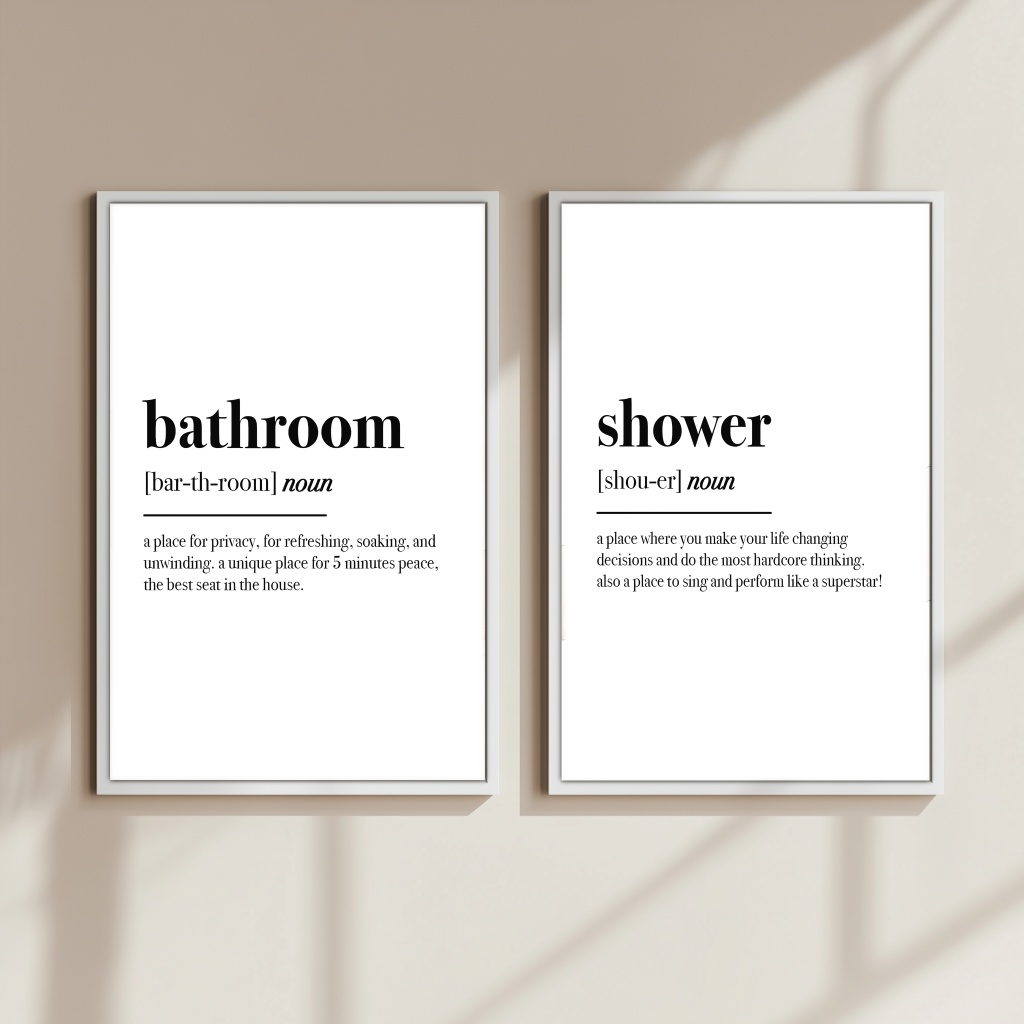 bathroom
[bar-th-room] noun
a place for privacy, for refreshing, soaking, and
unwinding. a unique place for 5 minutes peace,
the best seat in the house.
shower
[shou-er] noun
a place where you make your life changing
decisions and do the most hardcore thinking.
also a place to sing and perform like a superstar!